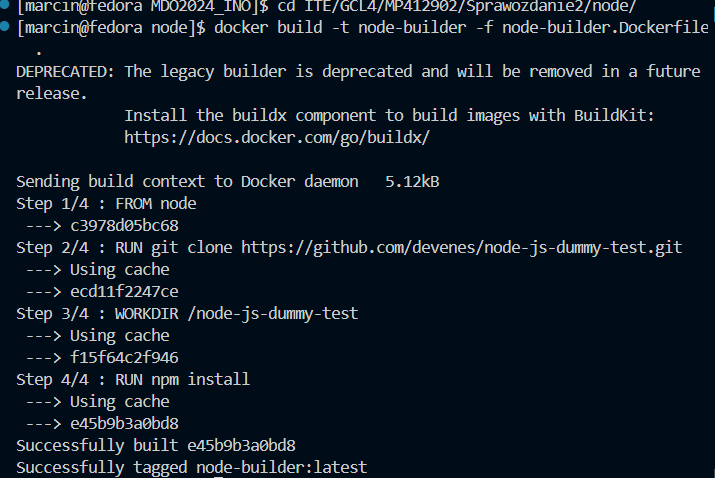 [marcin@fedora MDO2024_INO]$ cd ITE/GCL4/MP412902/Sprawozdanie2/node/
[marcin@fedora node]$ docker build -t node-builder -f node-builder.Dockerfile
.
DEPRECATED: The legacy builder is deprecated and will be removed in a future
release.
Install the buildx component to build images with BuildKit:
https://docs.docker.com/go/buildx/
Sending build context to Docker daemon   5.12kB
Step 1/4 : FROM node
---> c3978d05bc68
Step 2/4 : RUN git clone https://github.com/devenes/node-js-dummy-test.git
---> Using cache
---> ecd11f2247ce
Step 3/4 : WORKDIR /node-js-dummy-test
---> Using cache
---> f15f64c2f946
Step 4/4 : RUN npm install
---> Using cache
---> e45b9b3a0bd8
Successfully built e45b9b3a0bd8
Successfully tagged node-builder:latest